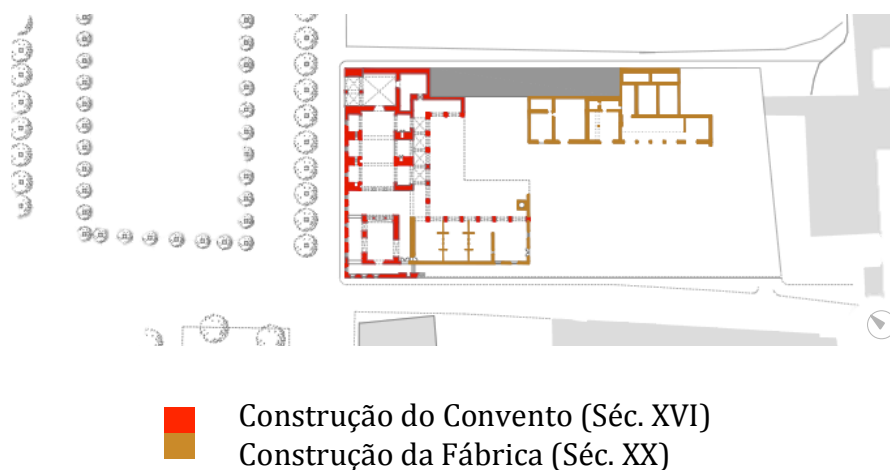 Construção do Convento (Séc. XVI)
Construção da Fábrica (Séc. XX)